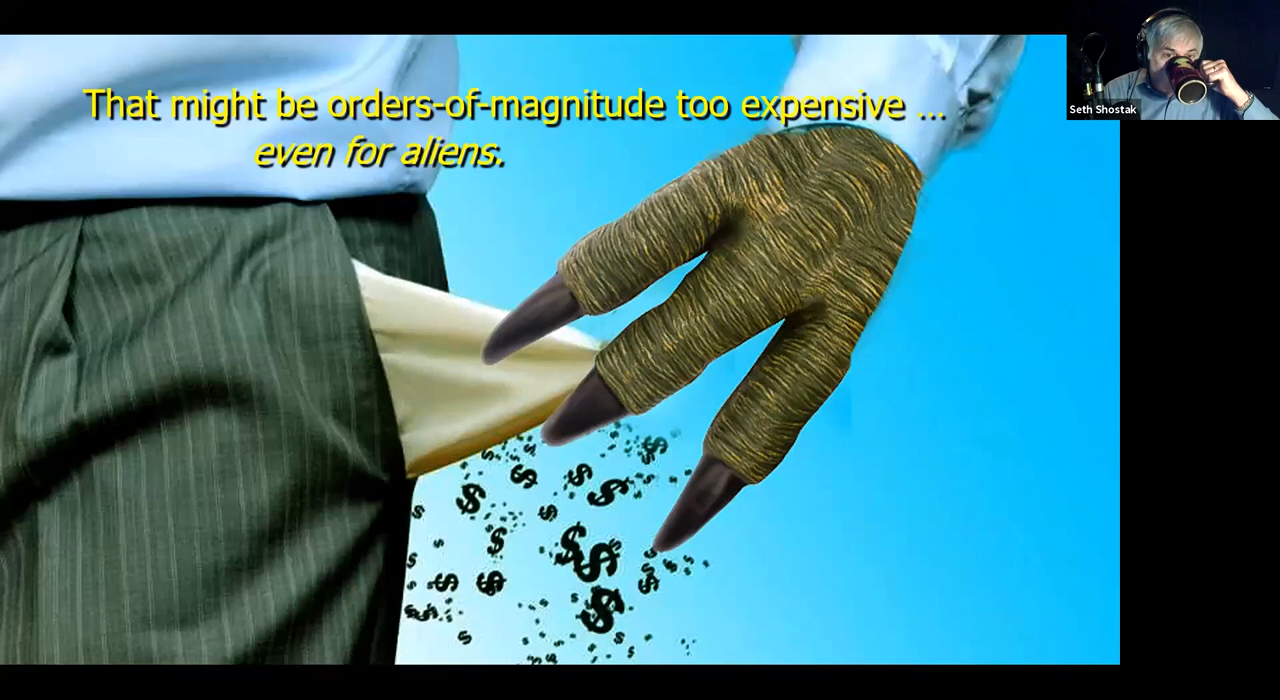 That might be orders-of-magnitude too expensive ...
even for aliens.
Seth Shostak